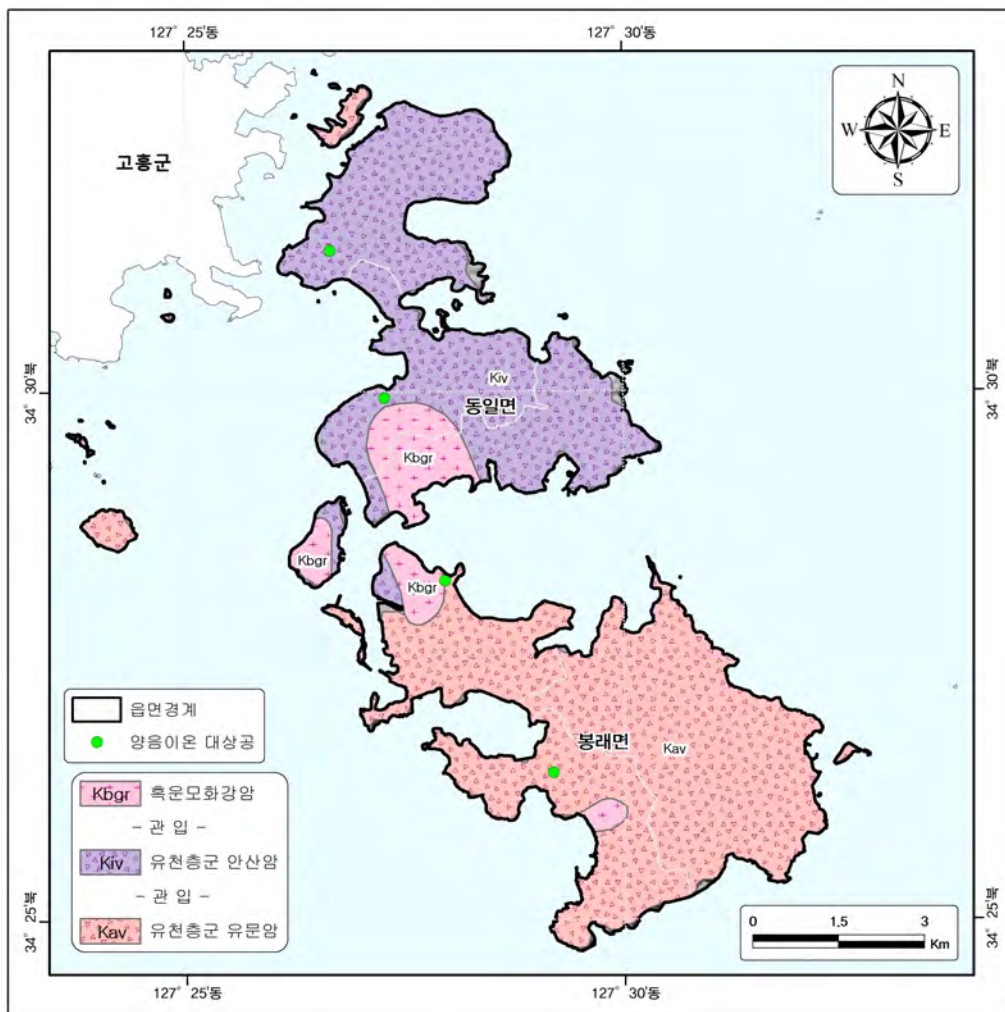 127° 25'동
127° 30'동
N
W
E
S
고흥군
34° 30'북
34° 30'북
Kiv
동일면
Kbgr
Kbgr
Kbgr
봉래면
Kav
읍면경계
양음이온 대상공
Kbgr 흑운모화강암
- 관 입 -
Kiv 유천층군 안산암
- 관 입 -
Kav 유천층군 유문암
0 1.5 3
Km
34° 25'북
34° 25'북
127° 25'동
127° 30'동